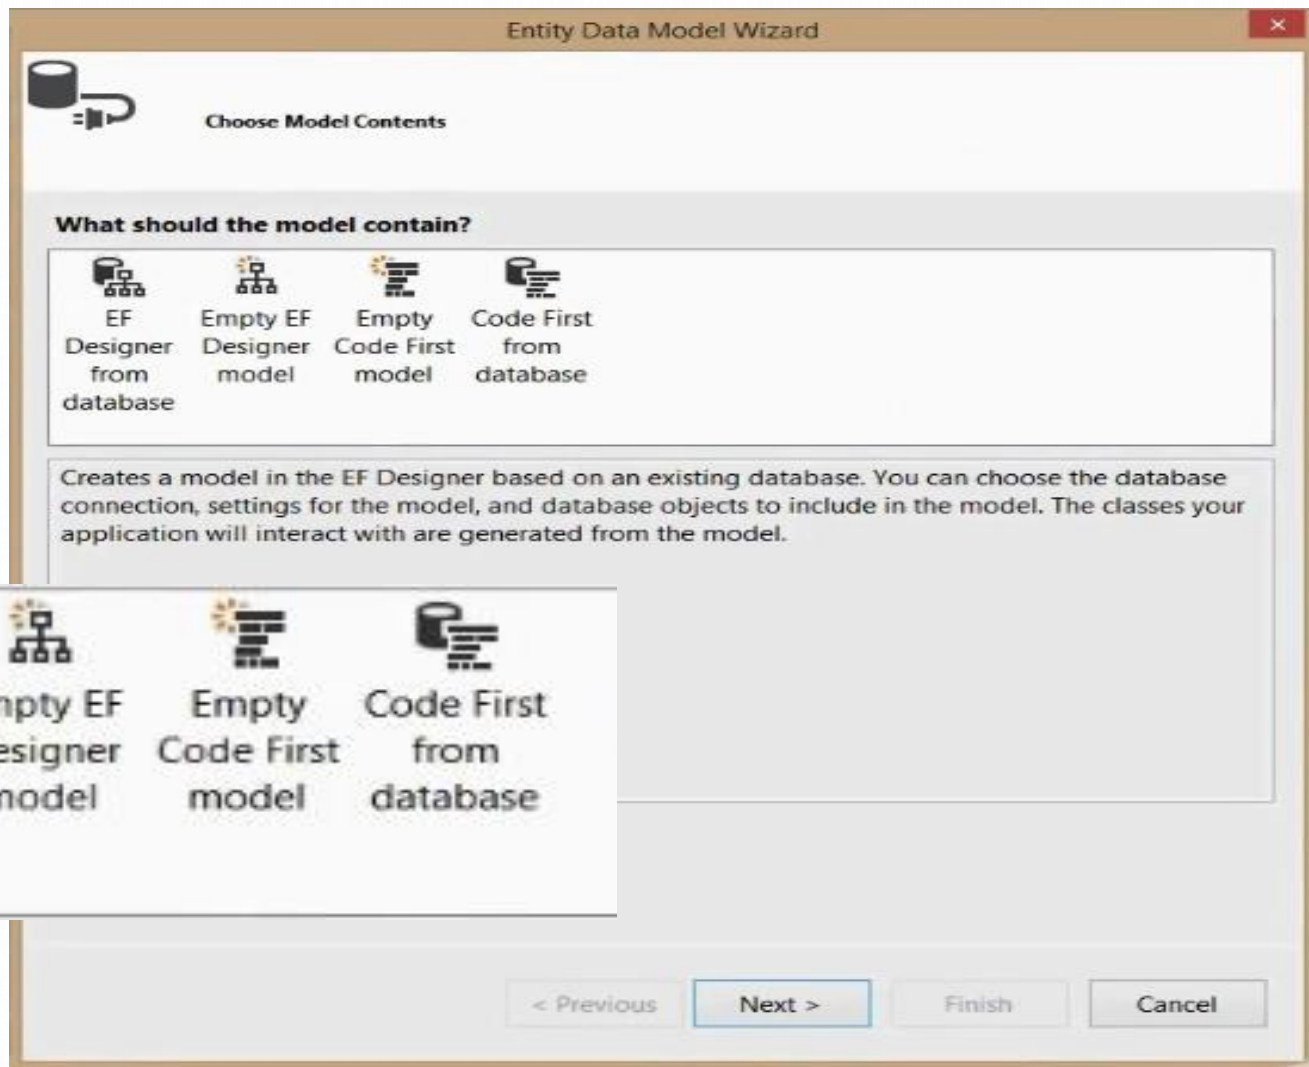 Entity Data Model Wizard
Choose Model Contents
What should the model contain?
EF
Designer
from
database
Empty EF
Designer
model
Empty
Code First
model
Code First
from
database
Creates a model in the EF Designer based on an existing database. You can choose the database
connection, settings for the model, and database objects to include in the model. The classes your
application will interact with are generated from the model.
mpty EF
esigner
model
Empty
Code First
model
Code First
from
database
< Previous
Next >
Finish
Cancel